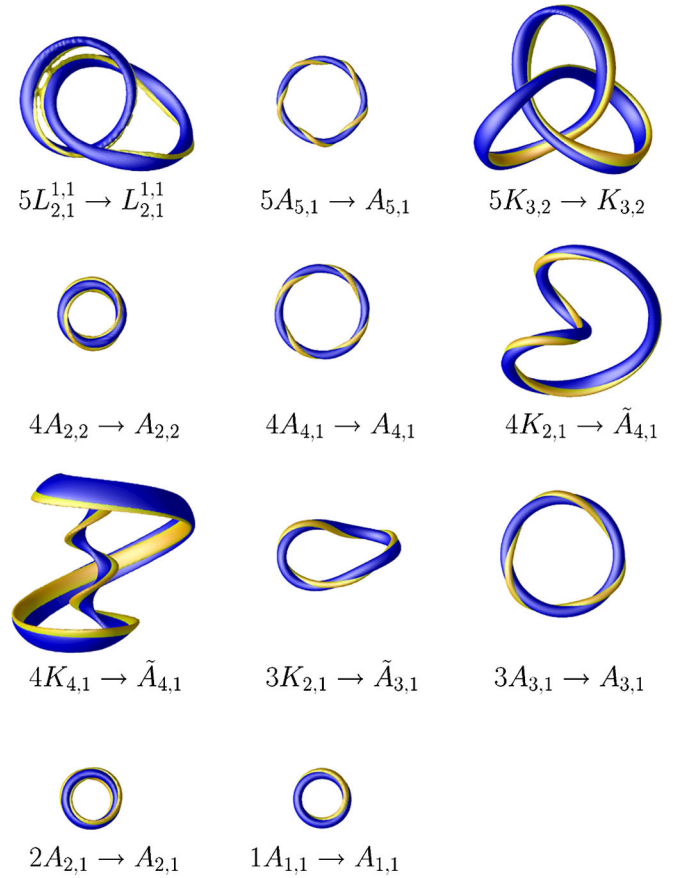 5L_{2,1}^{1,1} → L_{2,1}^{1,1} 5A_{5,1} → A_{5,1} 5K_{3,2} → K_{3,2}
4A_{2,2} → A_{2,2} 4A_{4,1} → A_{4,1} 4K_{2,1} → Ã_{4,1}
4K_{4,1} → Ã_{4,1} 3K_{2,1} → Ã_{3,1} 3A_{3,1} → A_{3,1}
2A_{2,1} → A_{2,1} 1A_{1,1} → A_{1,1}